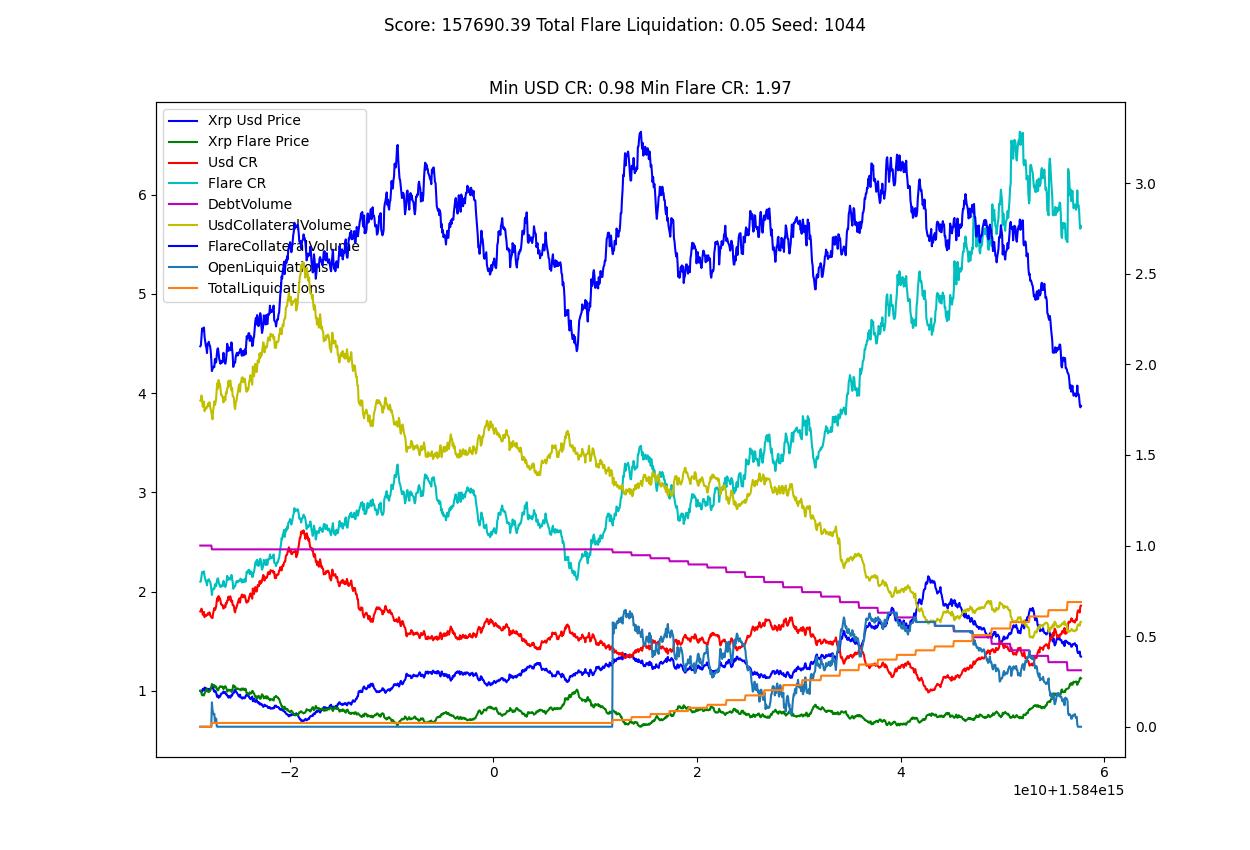 Score: 157690.39 Total Flare Liquidation: 0.05 Seed: 1044
Min USD CR: 0.98 Min Flare CR: 1.97
Xrp Usd Price
Xrp Flare Price
Usd CR
Flare CR
DebtVolume
UsdCollateralVolume
FlareCollateralVolume
OpenLiquidations
TotalLiquidations
6
5
4
3
2
1
3.0
2.5
2.0
1.5
1.0
0.5
0.0
−2
0
2
4
6
1e10+1.584e15